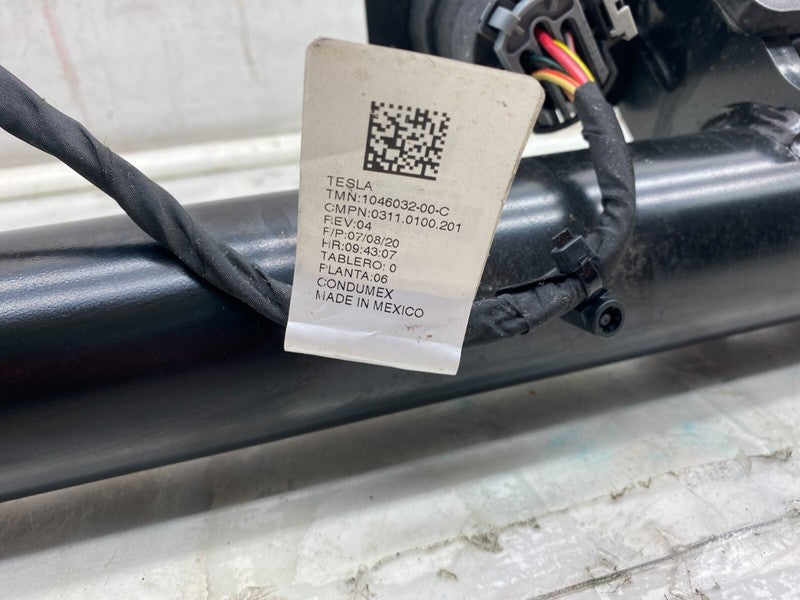 TESLA
TMN:1046032-00-C
CMPN:0311.0100.201
REV:04
F/P:07/08/20
HR:09:43:07
TABLERO: 0
PLANTA:06
CONDUMEX
MADE IN MEXICO